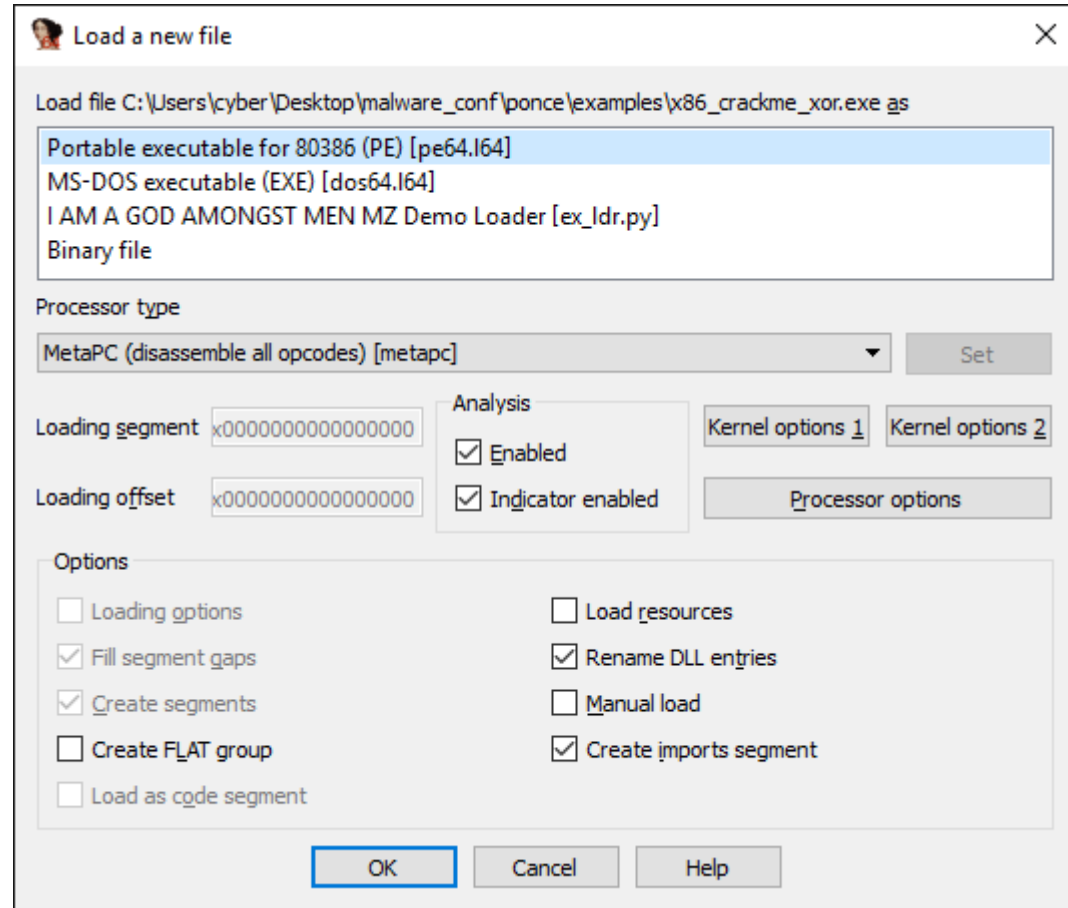 Load a new file
Load file C:\Users\cyber\Desktop\malware_conf\ponce\examples\x86_crackme_xor.exe as
Portable executable for 80386 (PE) [pe64.l64]
MS-DOS executable (EXE) [dos64.l64]
I AM A GOD AMONGST MEN MZ Demo Loader [ex_ldr.py]
Binary file
Processor type
MetaPC (disassemble all opcodes) [metapc]
Set
Loading segment x0000000000000000
Loading offset x0000000000000000
Analysis
Enabled
Indicator enabled
Kernel options 1 Kernel options 2
Processor options
Options
Loading options
Fill segment gaps
Create segments
Create FLAT group
Load as code segment
Load resources
Rename DLL entries
Manual load
Create imports segment
OK Cancel Help